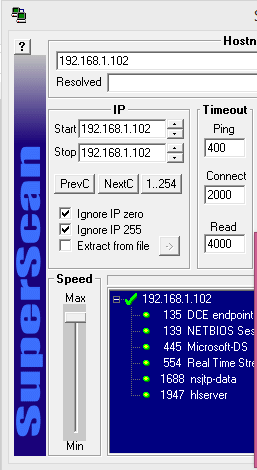 ?
Hostn
192.168.1.102
Resolved
IP
Start 192.168.1.102
Stop 192.168.1.102
PrevC NextC 1..254
Ignore IP zero
Ignore IP 255
Extract from file ->
Timeout
Ping
400
Connect
2000
Read
4000
SuperScan
Speed
Max
Min
192.168.1.102
135 DCE endpoint
139 NETBIOS Ses
445 Microsoft-DS
554 Real Time Stre
1688 nsjtp-data
1947 hlserver